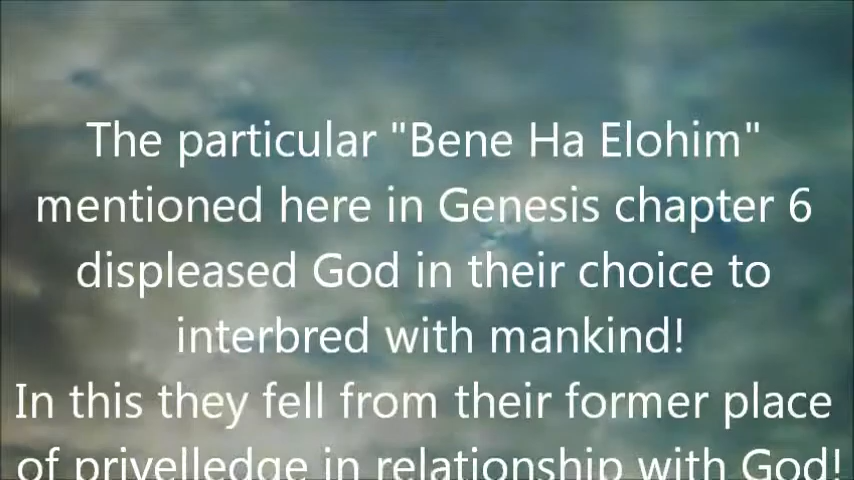 The particular "Bene Ha Elohim"
mentioned here in Genesis chapter 6
displeased God in their choice to
interbred with mankind!
In this they fell from their former place
of privelledge in relationship with God!